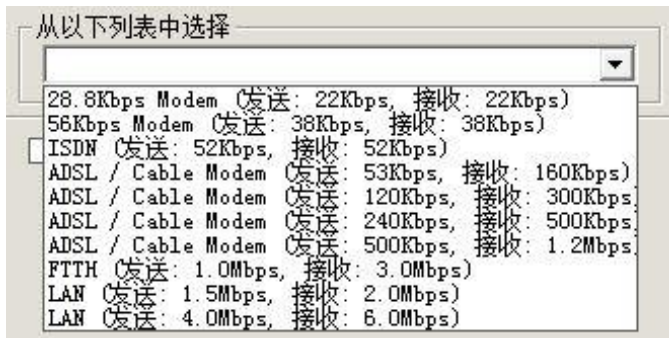 从以下列表中选择
28.8Kbps Modem (发送: 22Kbps, 接收: 22Kbps)
56Kbps Modem (发送: 38Kbps, 接收: 38Kbps)
ISDN (发送: 52Kbps, 接收: 52Kbps)
ADSL / Cable Modem (发送: 53Kbps, 接收: 160Kbps)
ADSL / Cable Modem (发送: 120Kbps, 接收: 300Kbps)
ADSL / Cable Modem (发送: 240Kbps, 接收: 500Kbps
ADSL / Cable Modem (发送: 500Kbps, 接收: 1.2Mbps
FTTH (发送: 1.0Mbps, 接收: 3.0Mbps)
LAN (发送: 1.5Mbps, 接收: 2.0Mbps)
LAN (发送: 4.0Mbps, 接收: 6.0Mbps)